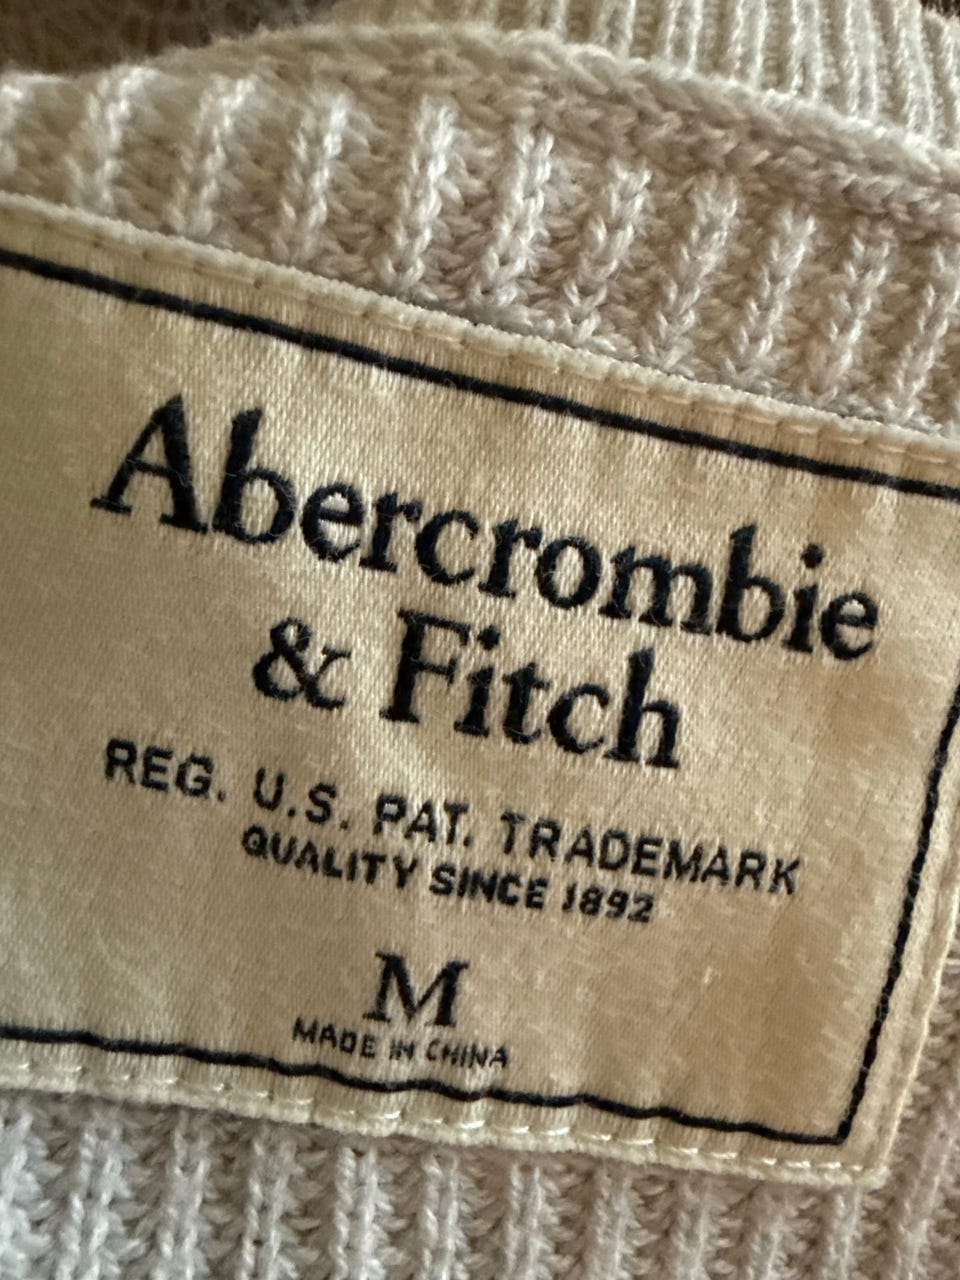 Abercrombie
& Fitch
REG. U.S. PAT. TRADEMARK
QUALITY SINCE 1892
M
MADE IN CHINA